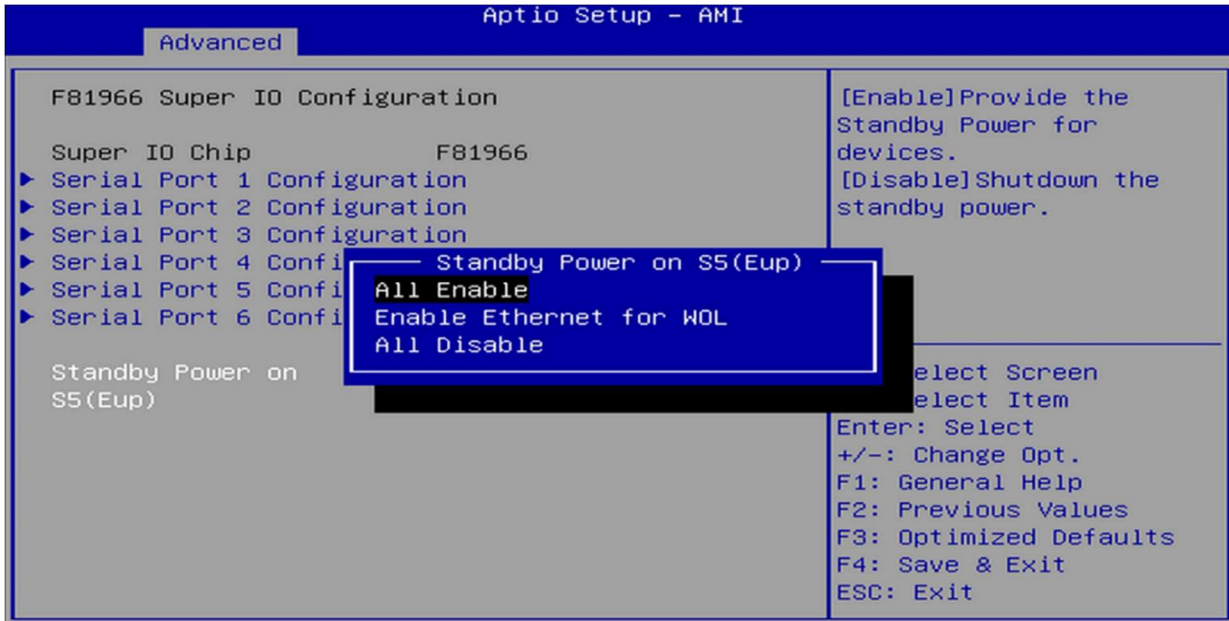 Aptio Setup – AMI
Advanced
F81966 Super IO Configuration
Super IO Chip F81966
► Serial Port 1 Configuration
► Serial Port 2 Configuration
► Serial Port 3 Configuration
► Serial Port 4 Confi
► Serial Port 5 Confi
► Serial Port 6 Confi
Standby Power on
S5(Eup)
Standby Power on S5(Eup)
All Enable
Enable Ethernet for WOL
All Disable
[Enable]Provide the
Standby Power for
devices.
[Disable]Shutdown the
standby power.
elect Screen
elect Item
Enter: Select
+/-: Change Opt.
F1: General Help
F2: Previous Values
F3: Optimized Defaults
F4: Save & Exit
ESC: Exit